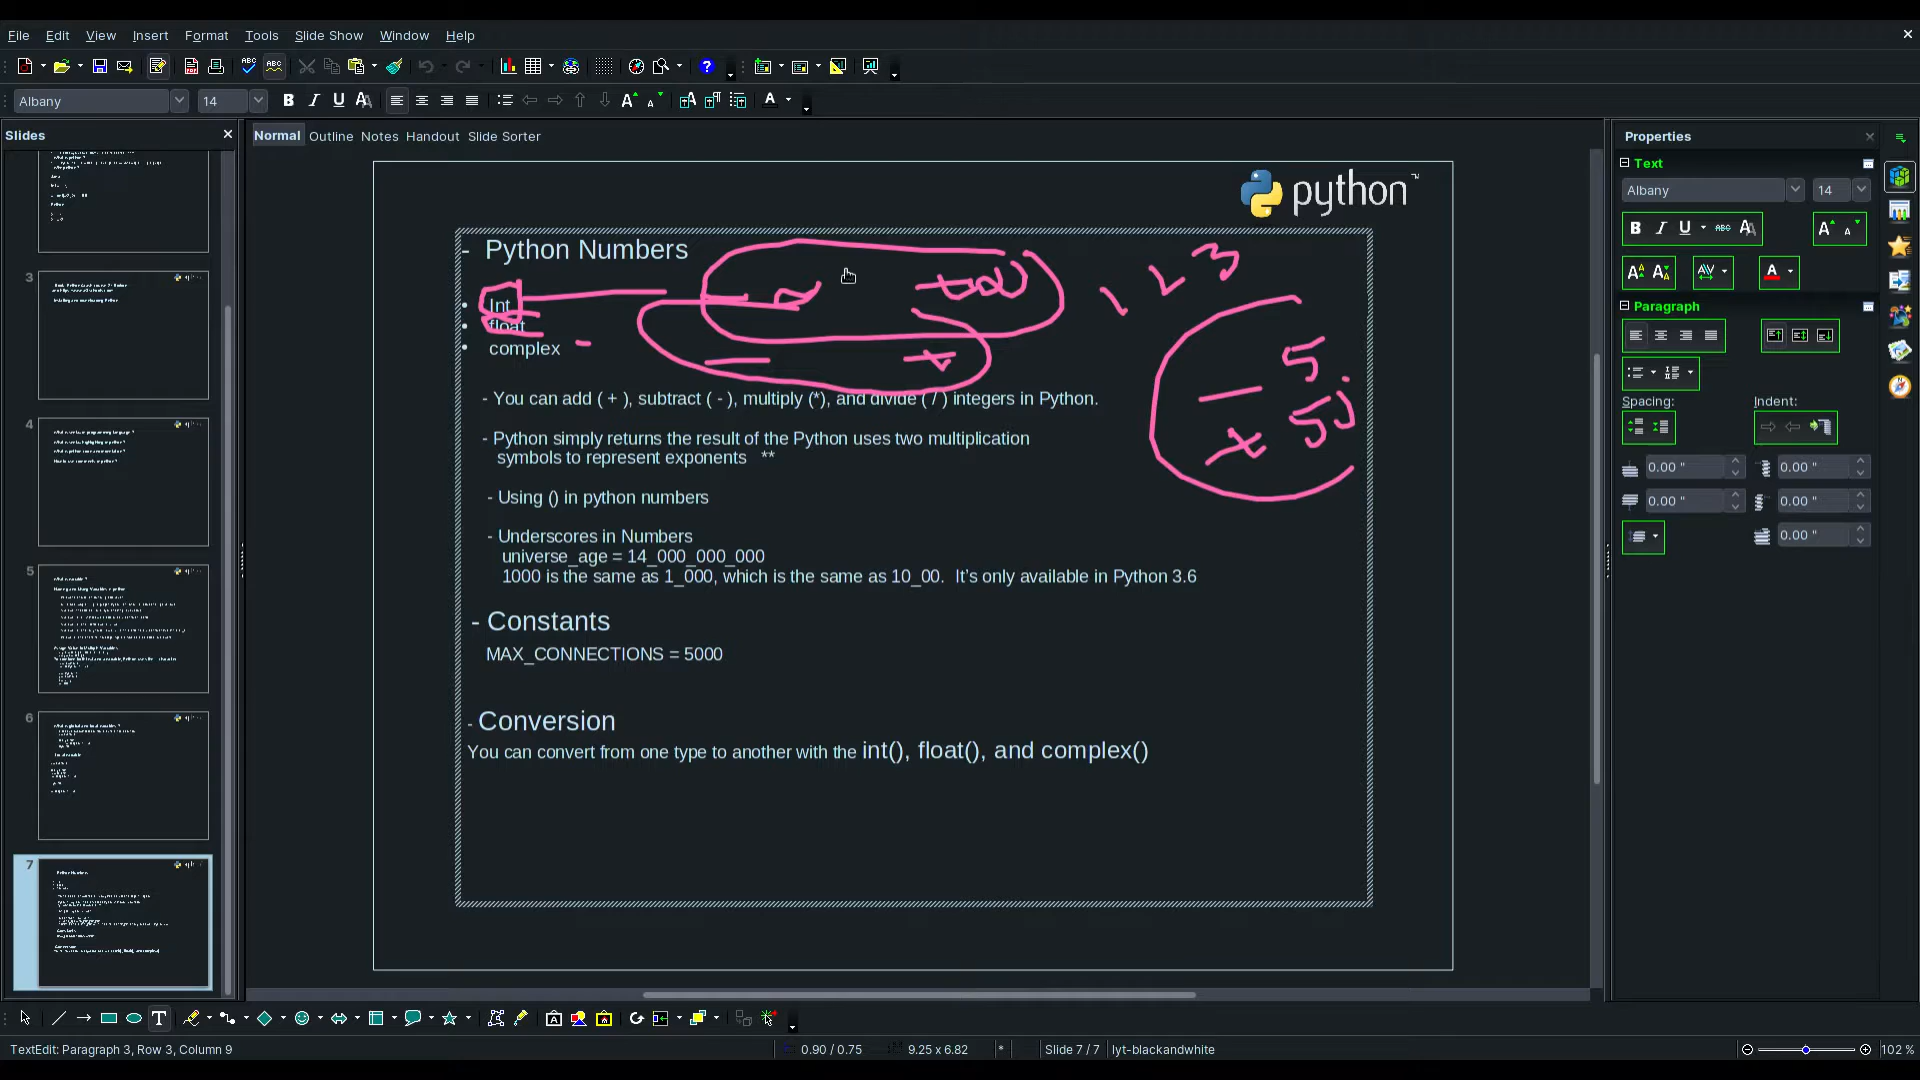 File Edit View Insert Format Tools Slide Show Window Help
Albany 14
Slides
Normal Outline Notes Handout Slide Sorter
Properties
Text
Albany 14
Paragraph
Spacing: Indent:
0.00 " 0.00 "
0.00 " 0.00 "
0.00 "
3
4
5
6
7
python
- Python Numbers
• Int
• float
• complex
1 2 3
5
5j
- You can add ( + ), subtract ( - ), multiply (*), and divide ( / ) integers in Python.
- Python simply returns the result of the Python uses two multiplication
symbols to represent exponents **
- Using () in python numbers
- Underscores in Numbers
universe_age = 14_000_000_000
1000 is the same as 1_000, which is the same as 10_00. It's only available in Python 3.6
- Constants
MAX_CONNECTIONS = 5000
- Conversion
You can convert from one type to another with the int(), float(), and complex()
TextEdit: Paragraph 3, Row 3, Column 9 0.90 / 0.75 9.25 x 6.82 * Slide 7 / 7 lyt-blackandwhite 102 %